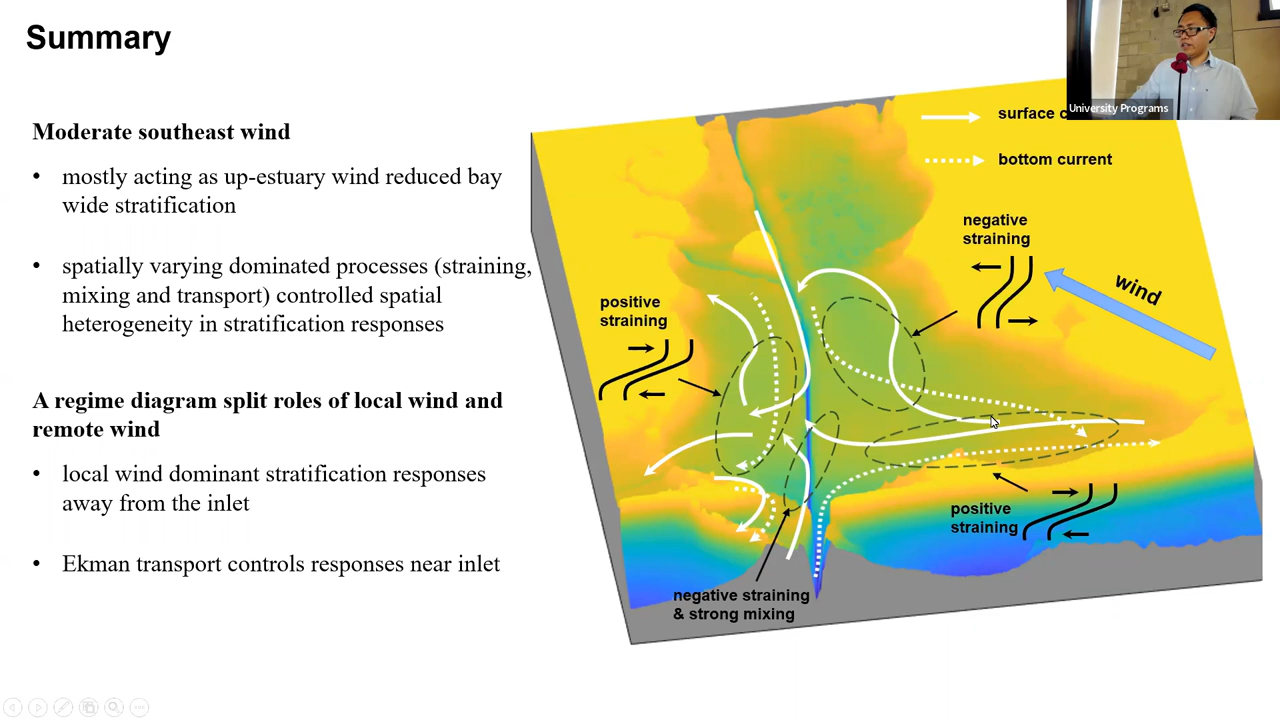 Summary
University Programs
Moderate southeast wind
• mostly acting as up-estuary wind reduced bay
wide stratification
• spatially varying dominated processes (straining,
mixing and transport) controlled spatial
heterogeneity in stratification responses
A regime diagram split roles of local wind and
remote wind
• local wind dominant stratification responses
away from the inlet
• Ekman transport controls responses near inlet
surface
bottom current
negative
straining
wind
positive
straining
positive
straining
negative straining
& strong mixing